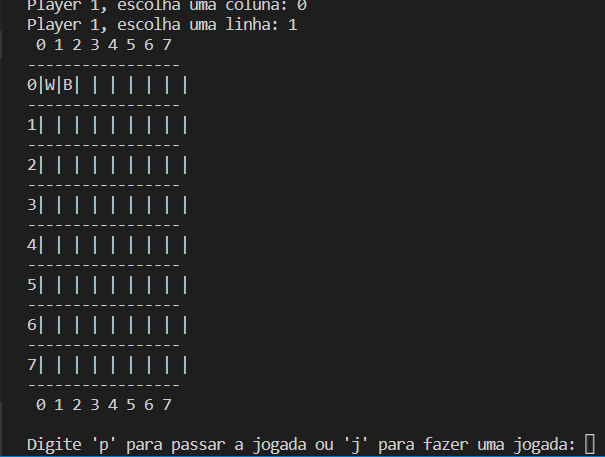 Player 1, escolha uma coluna: 0
Player 1, escolha uma linha: 1
 0 1 2 3 4 5 6 7
-----------------
0|W|B| | | | | | |
-----------------
1| | | | | | | | |
-----------------
2| | | | | | | | |
-----------------
3| | | | | | | | |
-----------------
4| | | | | | | | |
-----------------
5| | | | | | | | |
-----------------
6| | | | | | | | |
-----------------
7| | | | | | | | |
-----------------
 0 1 2 3 4 5 6 7
Digite 'p' para passar a jogada ou 'j' para fazer uma jogada: